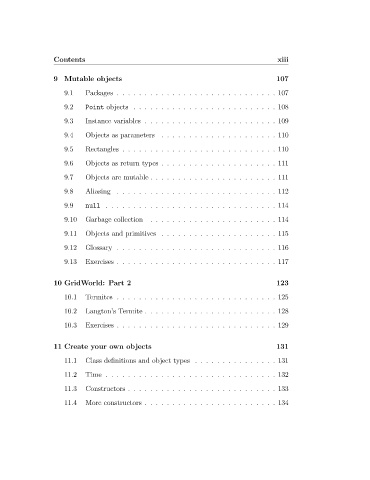 Contents xiii
9 Mutable objects 107
9.1 Packages . . . . . . . . . . . . . . . . . . . . . . . . . . . 107
9.2 Point objects . . . . . . . . . . . . . . . . . . . . . . . . 108
9.3 Instance variables . . . . . . . . . . . . . . . . . . . . . . 109
9.4 Objects as parameters . . . . . . . . . . . . . . . . . . . 110
9.5 Rectangles . . . . . . . . . . . . . . . . . . . . . . . . . . 110
9.6 Objects as return types . . . . . . . . . . . . . . . . . . . 111
9.7 Objects are mutable . . . . . . . . . . . . . . . . . . . . . 111
9.8 Aliasing . . . . . . . . . . . . . . . . . . . . . . . . . . . 112
9.9 null . . . . . . . . . . . . . . . . . . . . . . . . . . . . . 114
9.10 Garbage collection . . . . . . . . . . . . . . . . . . . . . 114
9.11 Objects and primitives . . . . . . . . . . . . . . . . . . . 115
9.12 Glossary . . . . . . . . . . . . . . . . . . . . . . . . . . . 116
9.13 Exercises . . . . . . . . . . . . . . . . . . . . . . . . . . . 117
10 GridWorld: Part 2 123
10.1 Termites . . . . . . . . . . . . . . . . . . . . . . . . . . . 125
10.2 Langton's Termite . . . . . . . . . . . . . . . . . . . . . . 128
10.3 Exercises . . . . . . . . . . . . . . . . . . . . . . . . . . . 129
11 Create your own objects 131
11.1 Class definitions and object types . . . . . . . . . . . . . . 131
11.2 Time . . . . . . . . . . . . . . . . . . . . . . . . . . . . . 132
11.3 Constructors . . . . . . . . . . . . . . . . . . . . . . . . . 133
11.4 More constructors . . . . . . . . . . . . . . . . . . . . . . 134